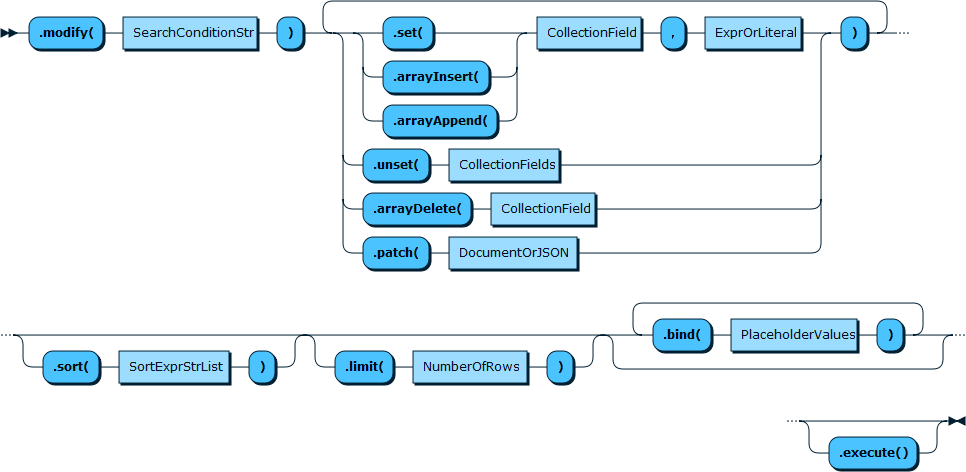 .modify( SearchConditionStr ) .set( CollectionField , ExprOrLiteral )
.arrayInsert(
.arrayAppend(
.unset( CollectionFields
.arrayDelete( CollectionField
.patch( DocumentOrJSON
.bind( PlaceholderValues )
.sort( SortExprStrList ) .limit( NumberOfRows )
.execute()